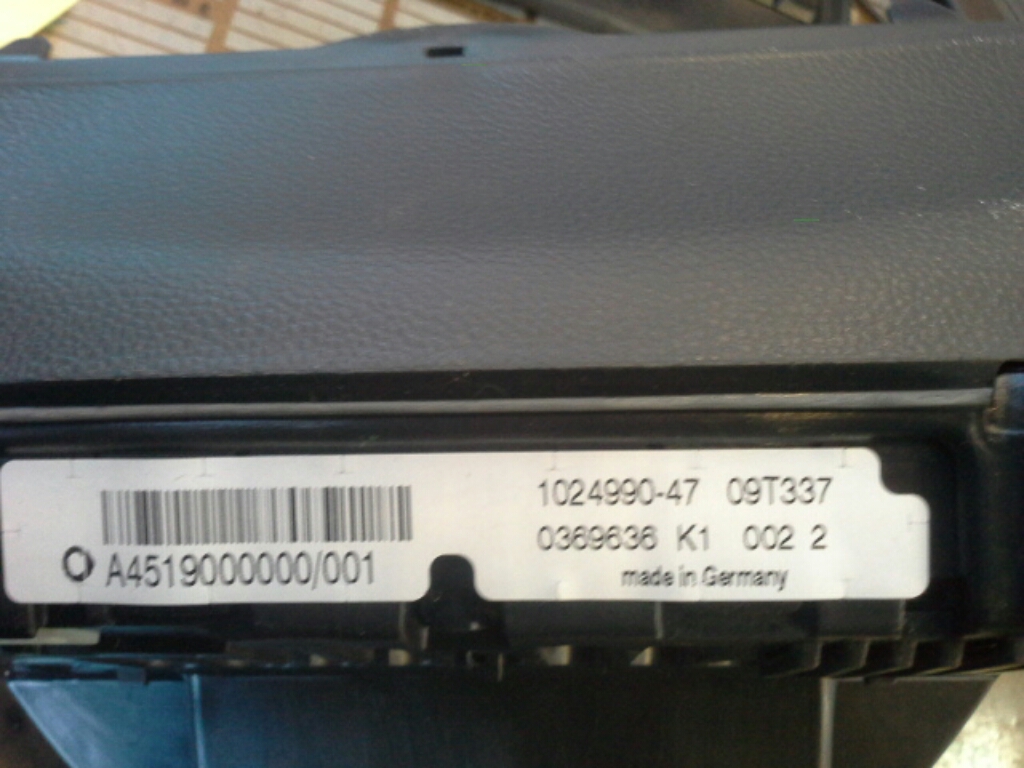 A4519000000/001
1024990-47 09T337
0369636 K1 002 2
made in Germany